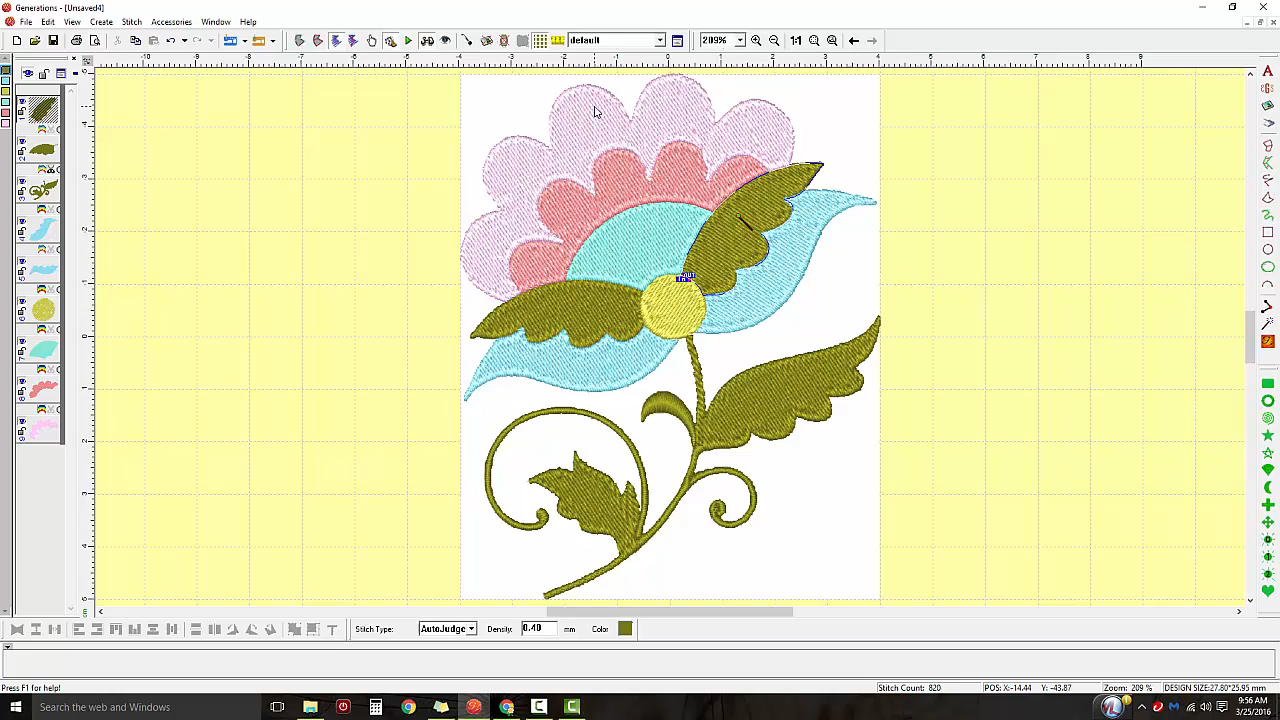 Generations - [Unsaved4]
File Edit View Create Stitch Accessories Window Help
default
209%
1:1
Stitch Type: AutoJudge Density: 0.40 mm Color
Press F1 for help!
Stitch Count: 820
POS: X: -14.44 Y: -43.87
Zoom: 209 %
DESIGN SIZE:27.80*25.95
Search the web and Windows
9:56 AM
3/25/2016